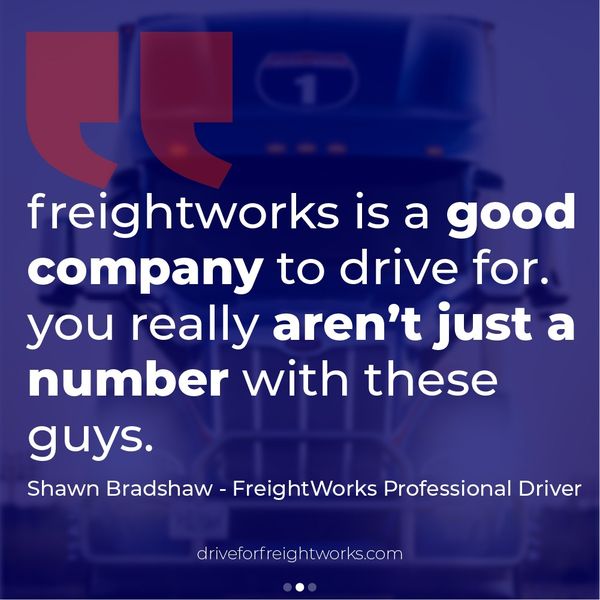 1
freightworks is a good
company to drive for.
you really aren't just a
number with these
guys.
Shawn Bradshaw - FreightWorks Professional Driver
driveforfreightworks.com